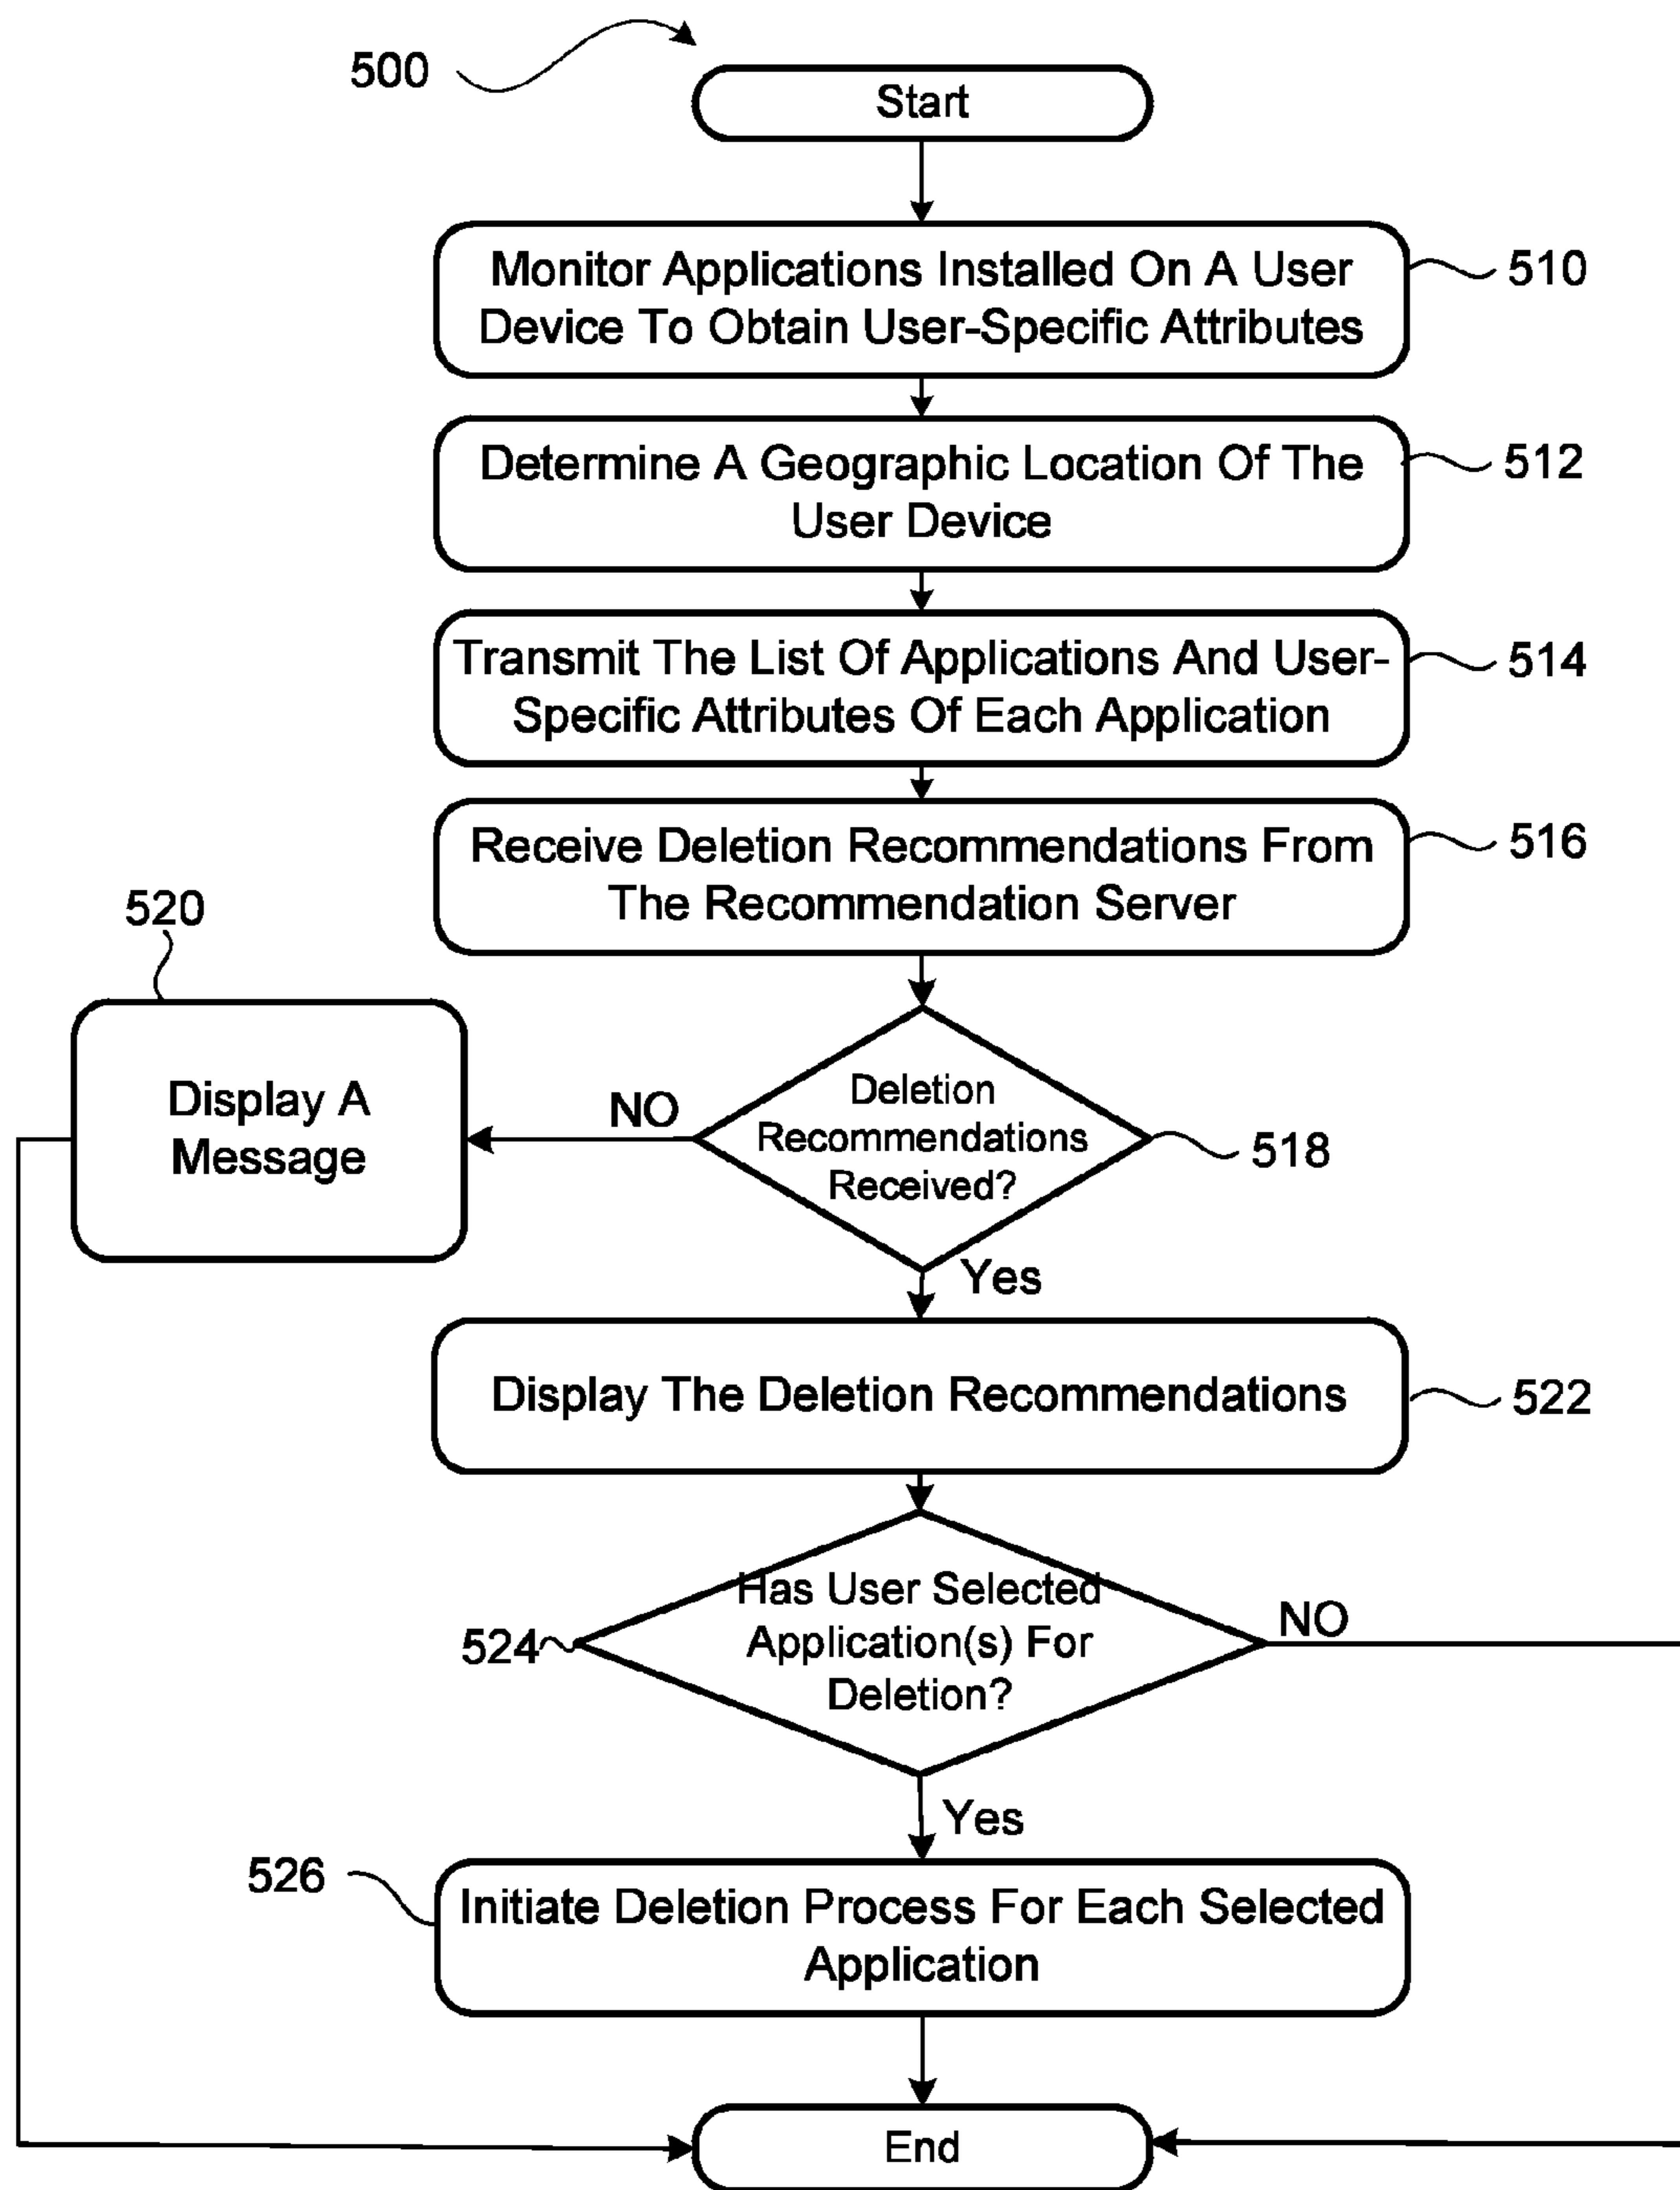 500
Start
Monitor Applications Installed On A User
Device To Obtain User-Specific Attributes
510
Determine A Geographic Location Of The
User Device
512
Transmit The List Of Applications And User-
Specific Attributes Of Each Application
514
Receive Deletion Recommendations From
The Recommendation Server
516
520
Display A
Message
NO
Deletion
Recommendations
Received?
518
Yes
Display The Deletion Recommendations
522
524
Has User Selected
Application(s) For
Deletion?
NO
Yes
526
Initiate Deletion Process For Each Selected
Application
End